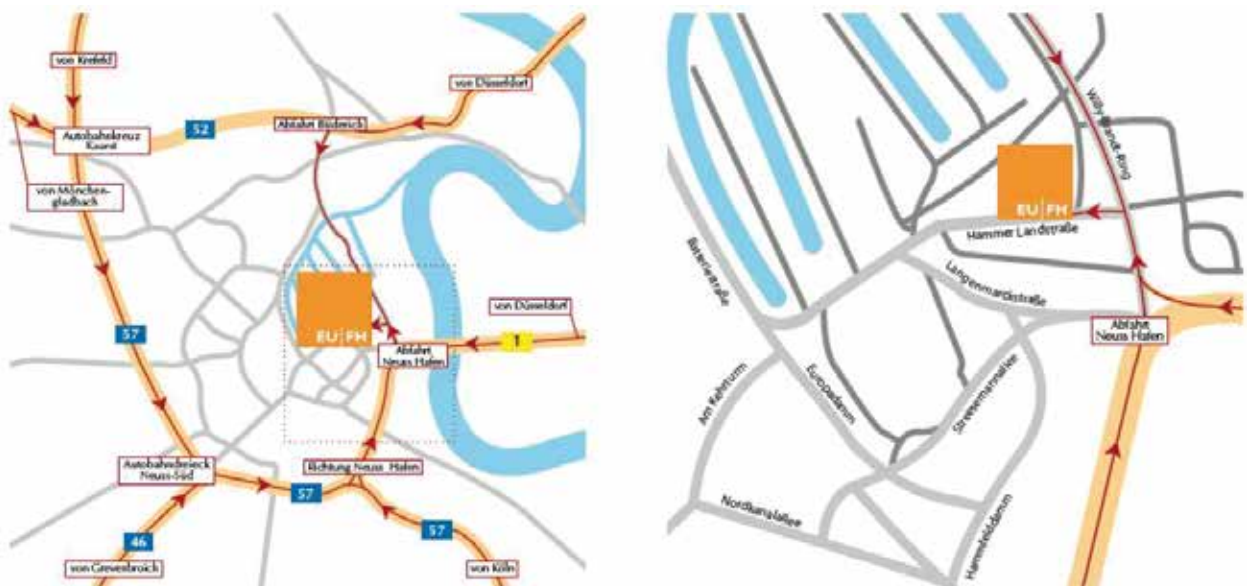 von Krefeld
von Düsseldorf
52
Abfahrt Büderich
Autobahnkreuz
Kaarst
von Mönchen-
gladbach
57
EU|FH
von Düsseldorf
1
Abfahrt
Neuss Hafen
Autobahndreieck
Neuss-Süd
Richtung Neuss Hafen
57
57
46
von Grevenbroich
von Köln
Willy-Brandt-Ring
EU|FH
Hammer Landstraße
Batteriestraße
Langemarckstraße
Abfahrt
Neuss Hafen
Am Kehlturm
Europadamm
Stresemannallee
Nordkanalallee
Hammfelddamm